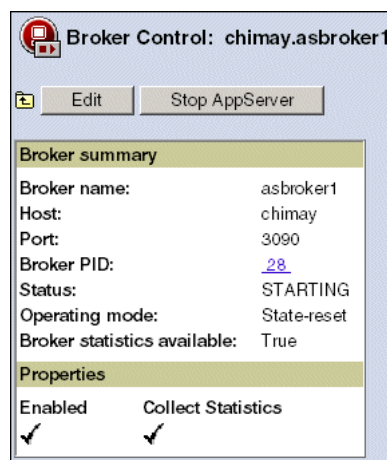 Broker Control: chimay.asbroker1
Edit Stop AppServer
Broker summary
Broker name: asbroker1
Host: chimay
Port: 3090
Broker PID: 28
Status: STARTING
Operating mode: State-reset
Broker statistics available: True
Properties
Enabled Collect Statistics